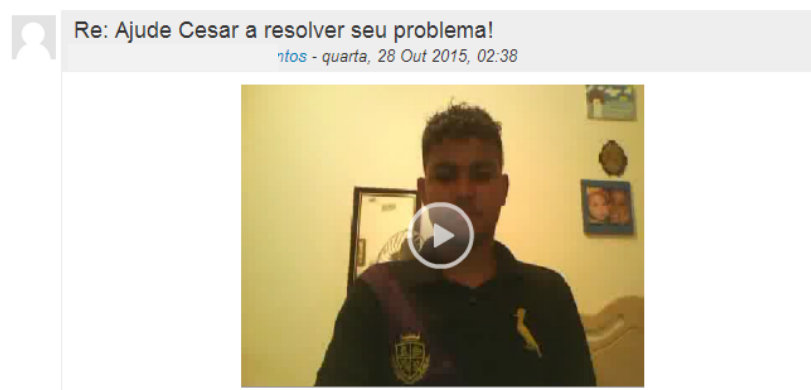 Re: Ajude Cesar a resolver seu problema!
ntos - quarta, 28 Out 2015, 02:38